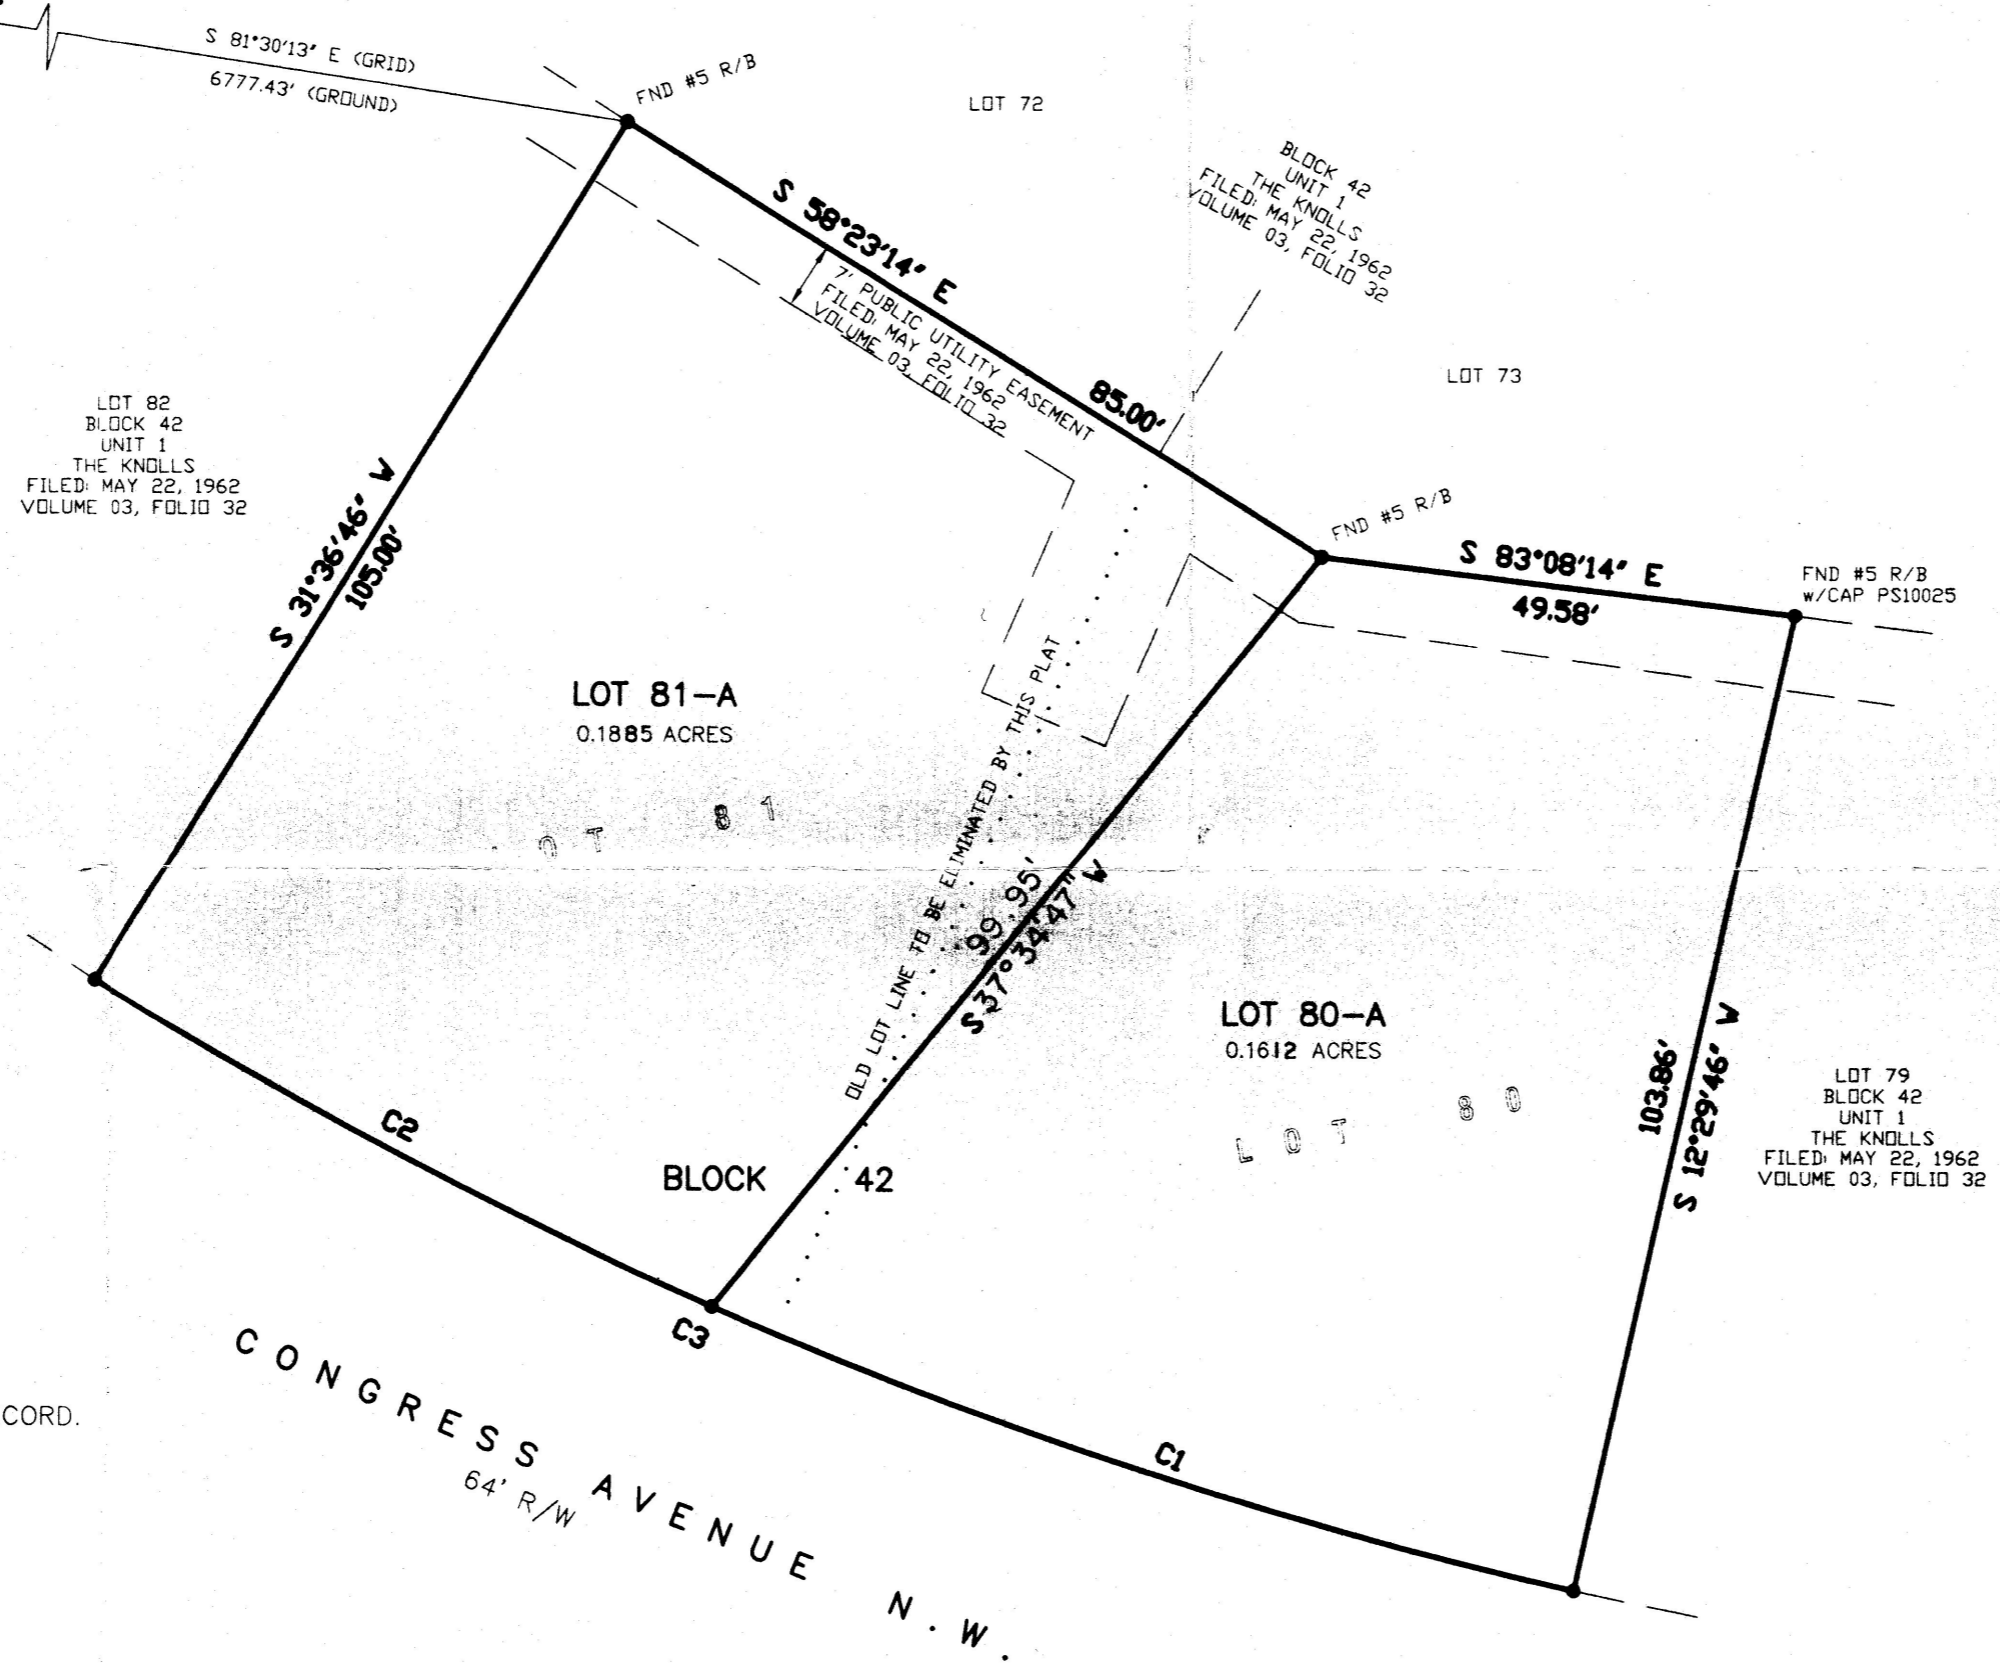 S 81°30'13" E (GRID)
6777.43' (GROUND)
FND #5 R/B
LOT 72
BLOCK 42
UNIT 1
THE KNOLLS
FILED: MAY 22, 1962
VOLUME 03, FOLIO 32
S 58°23'14" E
85.00'
7' PUBLIC UTILITY EASEMENT
FILED: MAY 22, 1962
VOLUME 03, FOLIO 32
LOT 73
LOT 82
BLOCK 42
UNIT 1
THE KNOLLS
FILED: MAY 22, 1962
VOLUME 03, FOLIO 32
S 31°36'46" W
105.00'
FND #5 R/B
S 83°08'14" E
49.58'
FND #5 R/B
w/CAP PS10025
LOT 81-A
0.1885 ACRES
OT 81
OLD LOT LINE TO BE ELIMINATED BY THIS PLAT
99.95'
S 37°34'47" W
LOT 80-A
0.1612 ACRES
LOT 80
103.86'
S 12°29'46" W
LOT 79
BLOCK 42
UNIT 1
THE KNOLLS
FILED: MAY 22, 1962
VOLUME 03, FOLIO 32
C2
BLOCK 42
C3
C1
CORD.
CONGRESS AVENUE N.W.
64' R/W